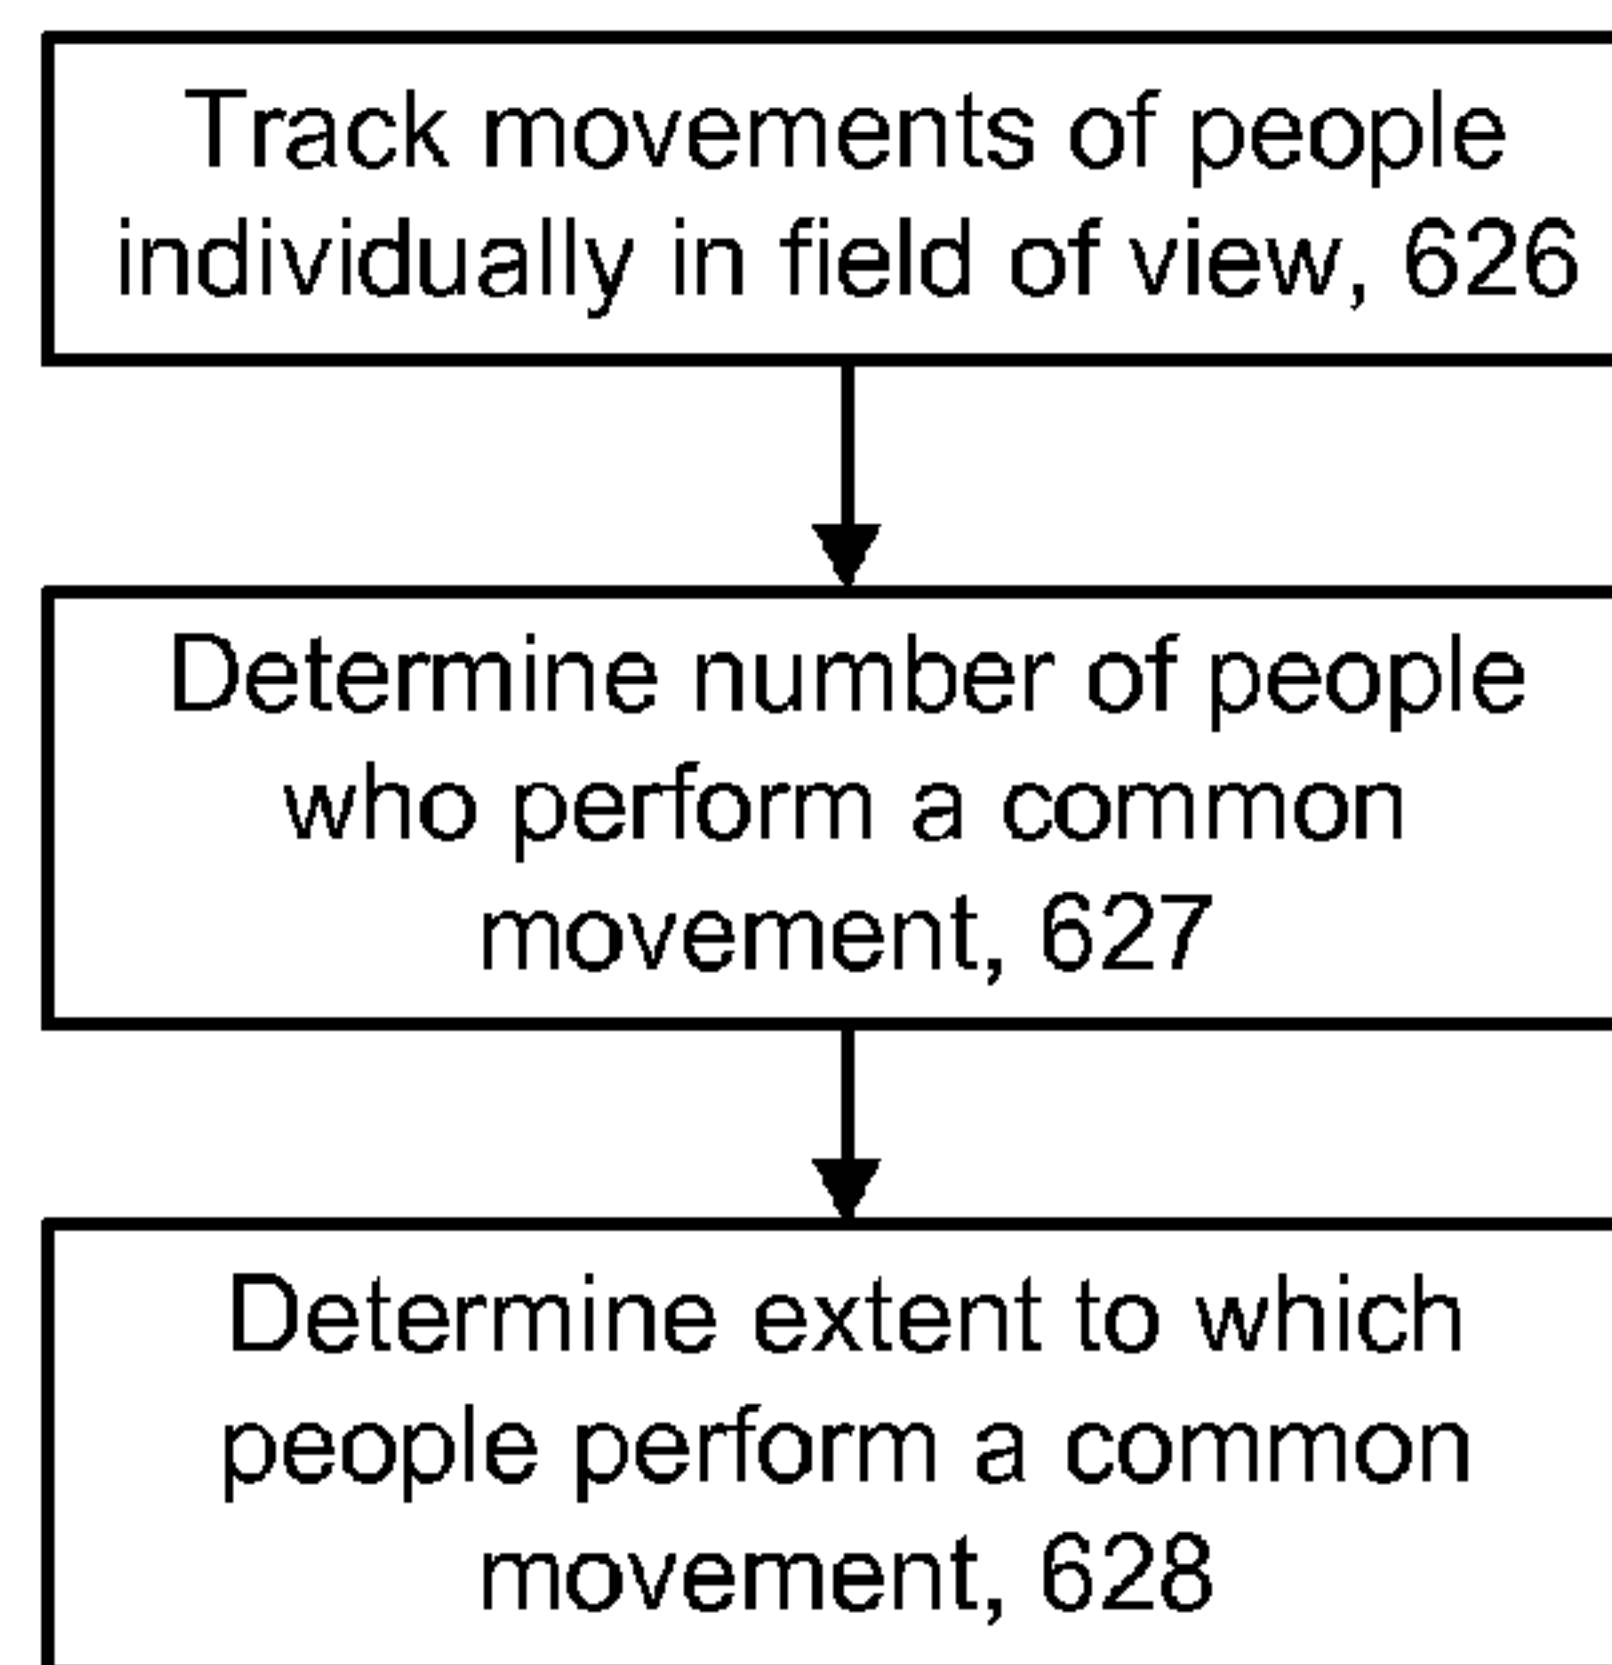 Track movements of people
individually in field of view, 626
Determine number of people
who perform a common
movement, 627
Determine extent to which
people perform a common
movement, 628